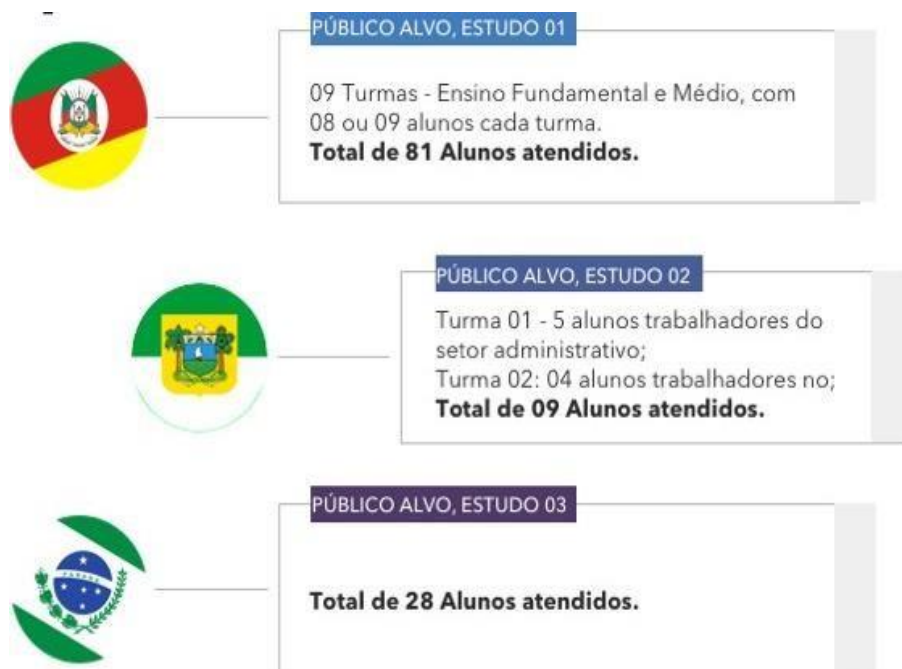 PÚBLICO ALVO, ESTUDO 01
09 Turmas - Ensino Fundamental e Médio, com
08 ou 09 alunos cada turma.
Total de 81 Alunos atendidos.
PÚBLICO ALVO, ESTUDO 02
Turma 01 - 5 alunos trabalhadores do
setor administrativo;
Turma 02: 04 alunos trabalhadores no;
Total de 09 Alunos atendidos.
PARANÁ
PÚBLICO ALVO, ESTUDO 03
Total de 28 Alunos atendidos.